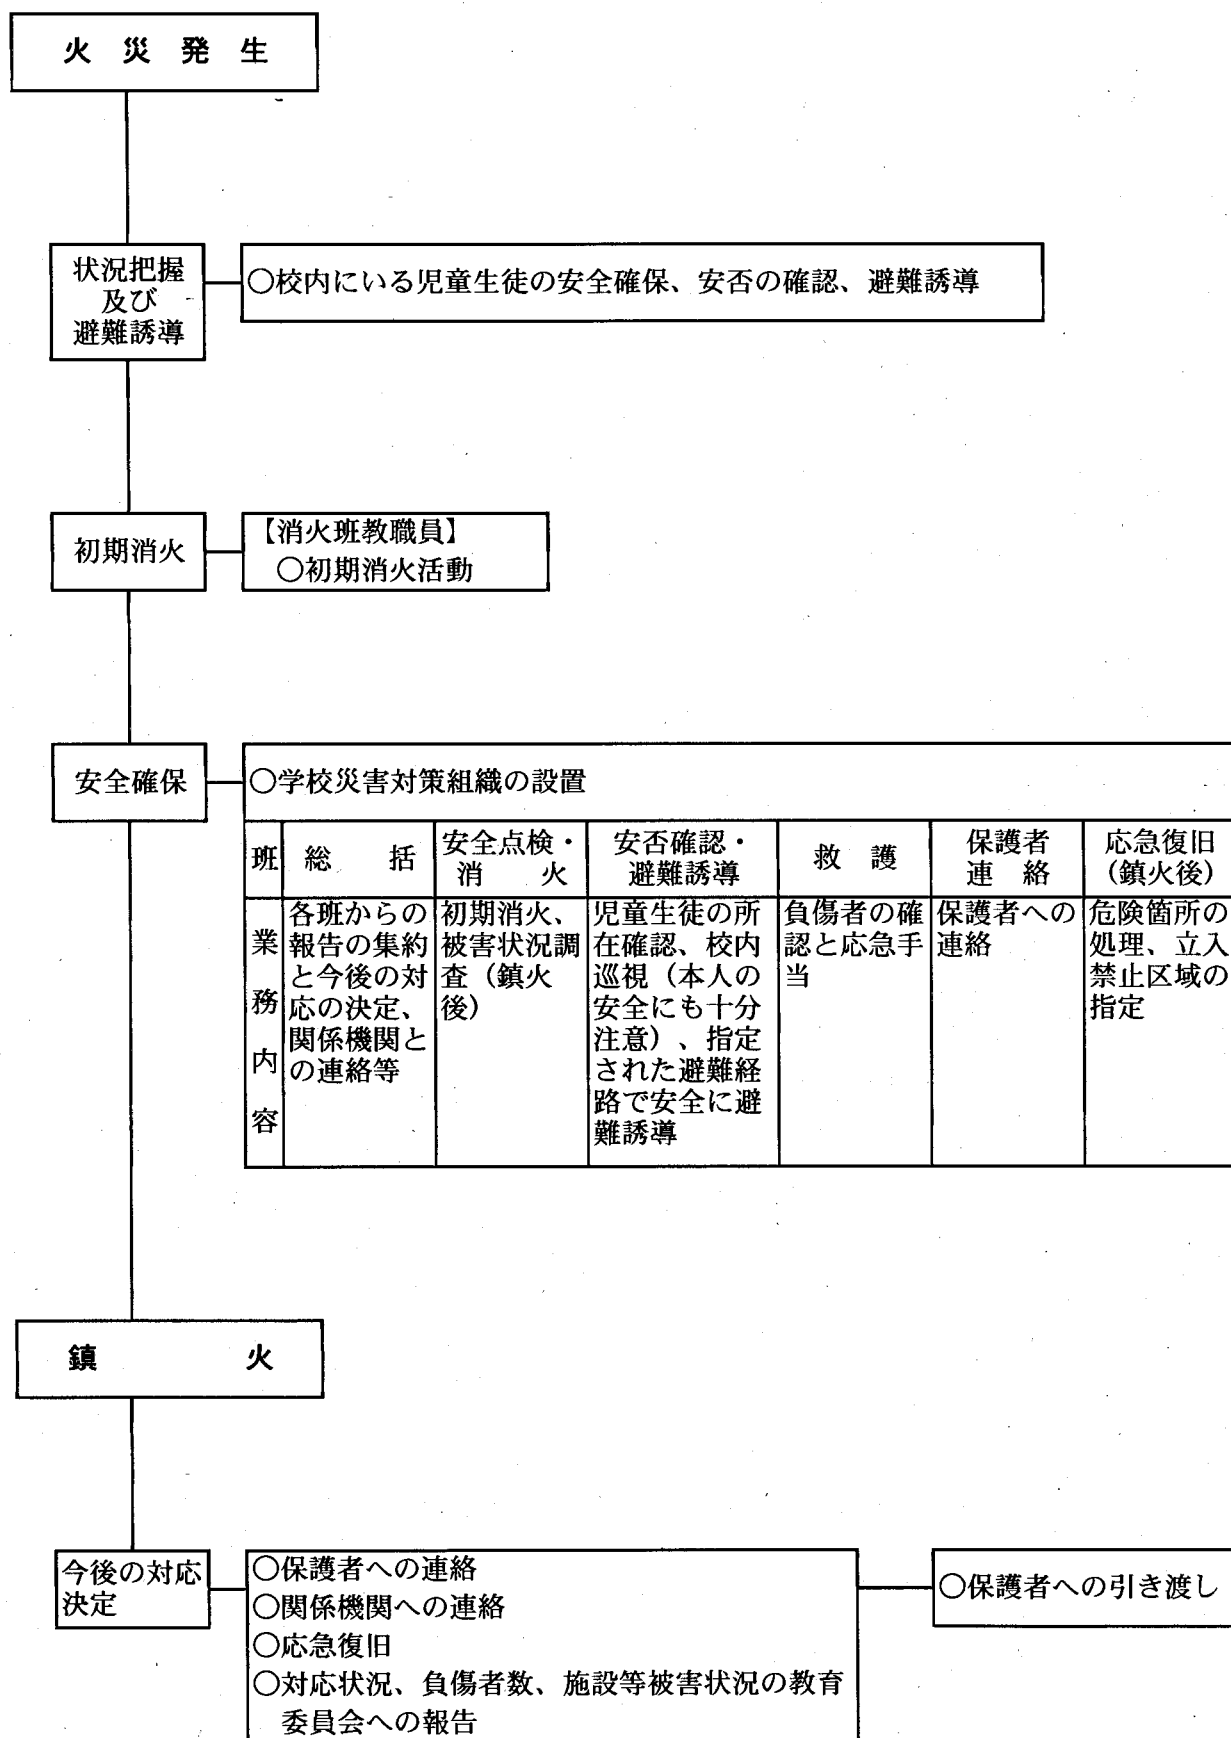 火災発生
状況把握
及び
避難誘導
○校内にいる児童生徒の安全確保、安否の確認、避難誘導
初期消火
【消火班教職員】
○初期消火活動
安全確保
○学校災害対策組織の設置
班
総括
安全点検・
消火
安否確認・
避難誘導
救護
保護者
連絡
応急復旧
（鎮火後）
業
務
内
容
各班からの
報告の集約
と今後の対
応の決定、
関係機関と
の連絡等
初期消火、
被害状況調
査（鎮火
後）
児童生徒の所
在確認、校内
巡視（本人の
安全にも十分
注意）、指定
された避難経
路で安全に避
難誘導
負傷者の確
認と応急手
当
保護者への
連絡
危険箇所の
処理、立入
禁止区域の
指定
鎮火
今後の対応
決定
○保護者への連絡
○関係機関への連絡
○応急復旧
○対応状況、負傷者数、施設等被害状況の教育
委員会への報告
○保護者への引き渡し